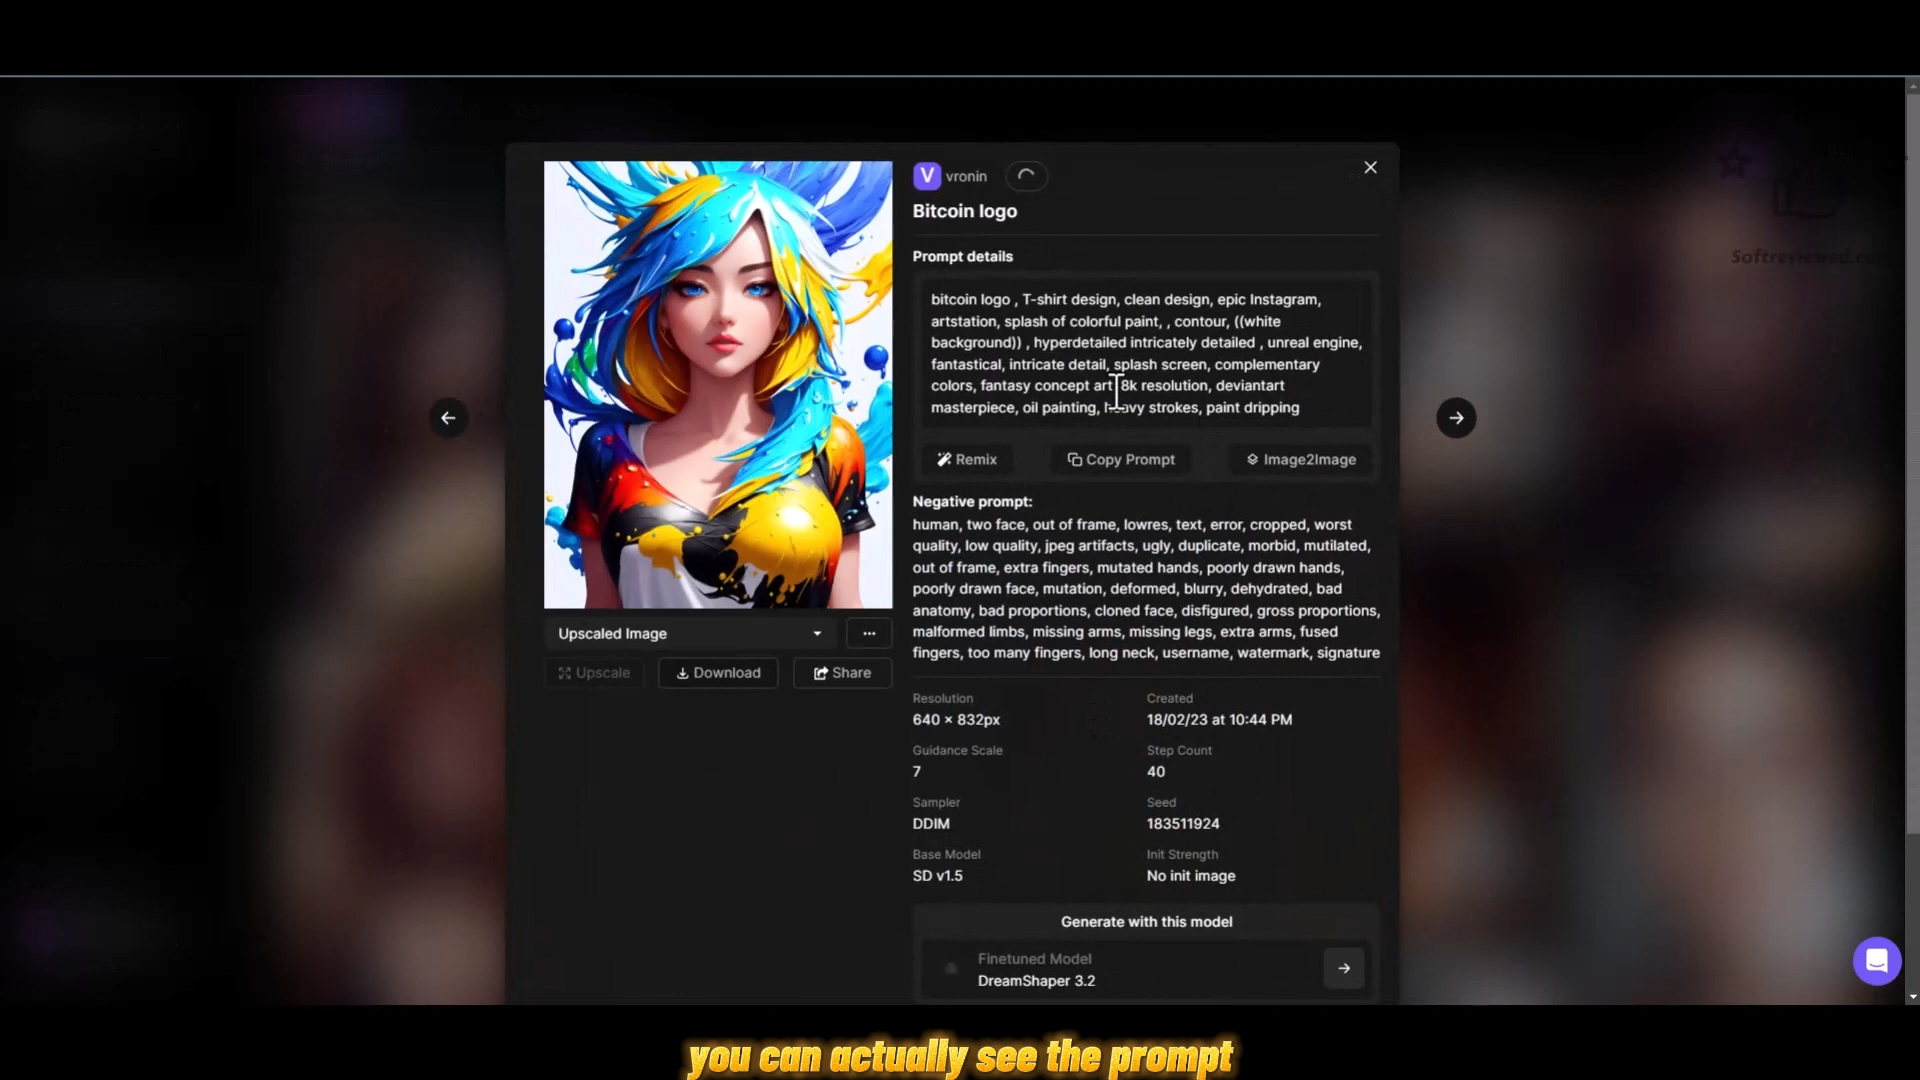 V vronin
Bitcoin logo
Prompt details
bitcoin logo , T-shirt design, clean design, epic Instagram,
artstation, splash of colorful paint, , contour, ((white
background)) , hyperdetailed intricately detailed , unreal engine,
fantastical, intricate detail, splash screen, complementary
colors, fantasy concept art, 8k resolution, deviantart
masterpiece, oil painting, heavy strokes, paint dripping
Remix
Copy Prompt
Image2Image
Negative prompt:
human, two face, out of frame, lowres, text, error, cropped, worst
quality, low quality, jpeg artifacts, ugly, duplicate, morbid, mutilated,
out of frame, extra fingers, mutated hands, poorly drawn hands,
poorly drawn face, mutation, deformed, blurry, dehydrated, bad
anatomy, bad proportions, cloned face, disfigured, gross proportions,
malformed limbs, missing arms, missing legs, extra arms, fused
fingers, too many fingers, long neck, username, watermark, signature
Upscaled Image
Upscale
Download
Share
Resolution
640 × 832px
Created
18/02/23 at 10:44 PM
Guidance Scale
7
Step Count
40
Sampler
DDIM
Seed
183511924
Base Model
SD v1.5
Init Strength
No init image
Generate with this model
Finetuned Model
DreamShaper 3.2
you can actually see the prompt